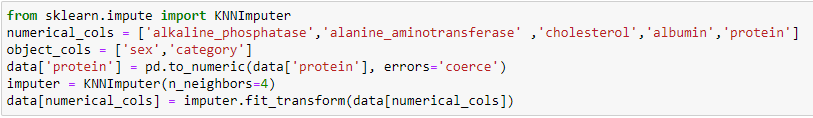 from sklearn.impute import KNNImputer
numerical_cols = ['alkaline_phosphatase','alanine_aminotransferase' ,'cholesterol','albumin','protein']
object_cols = ['sex','category']
data['protein'] = pd.to_numeric(data['protein'], errors='coerce')
imputer = KNNImputer(n_neighbors=4)
data[numerical_cols] = imputer.fit_transform(data[numerical_cols])